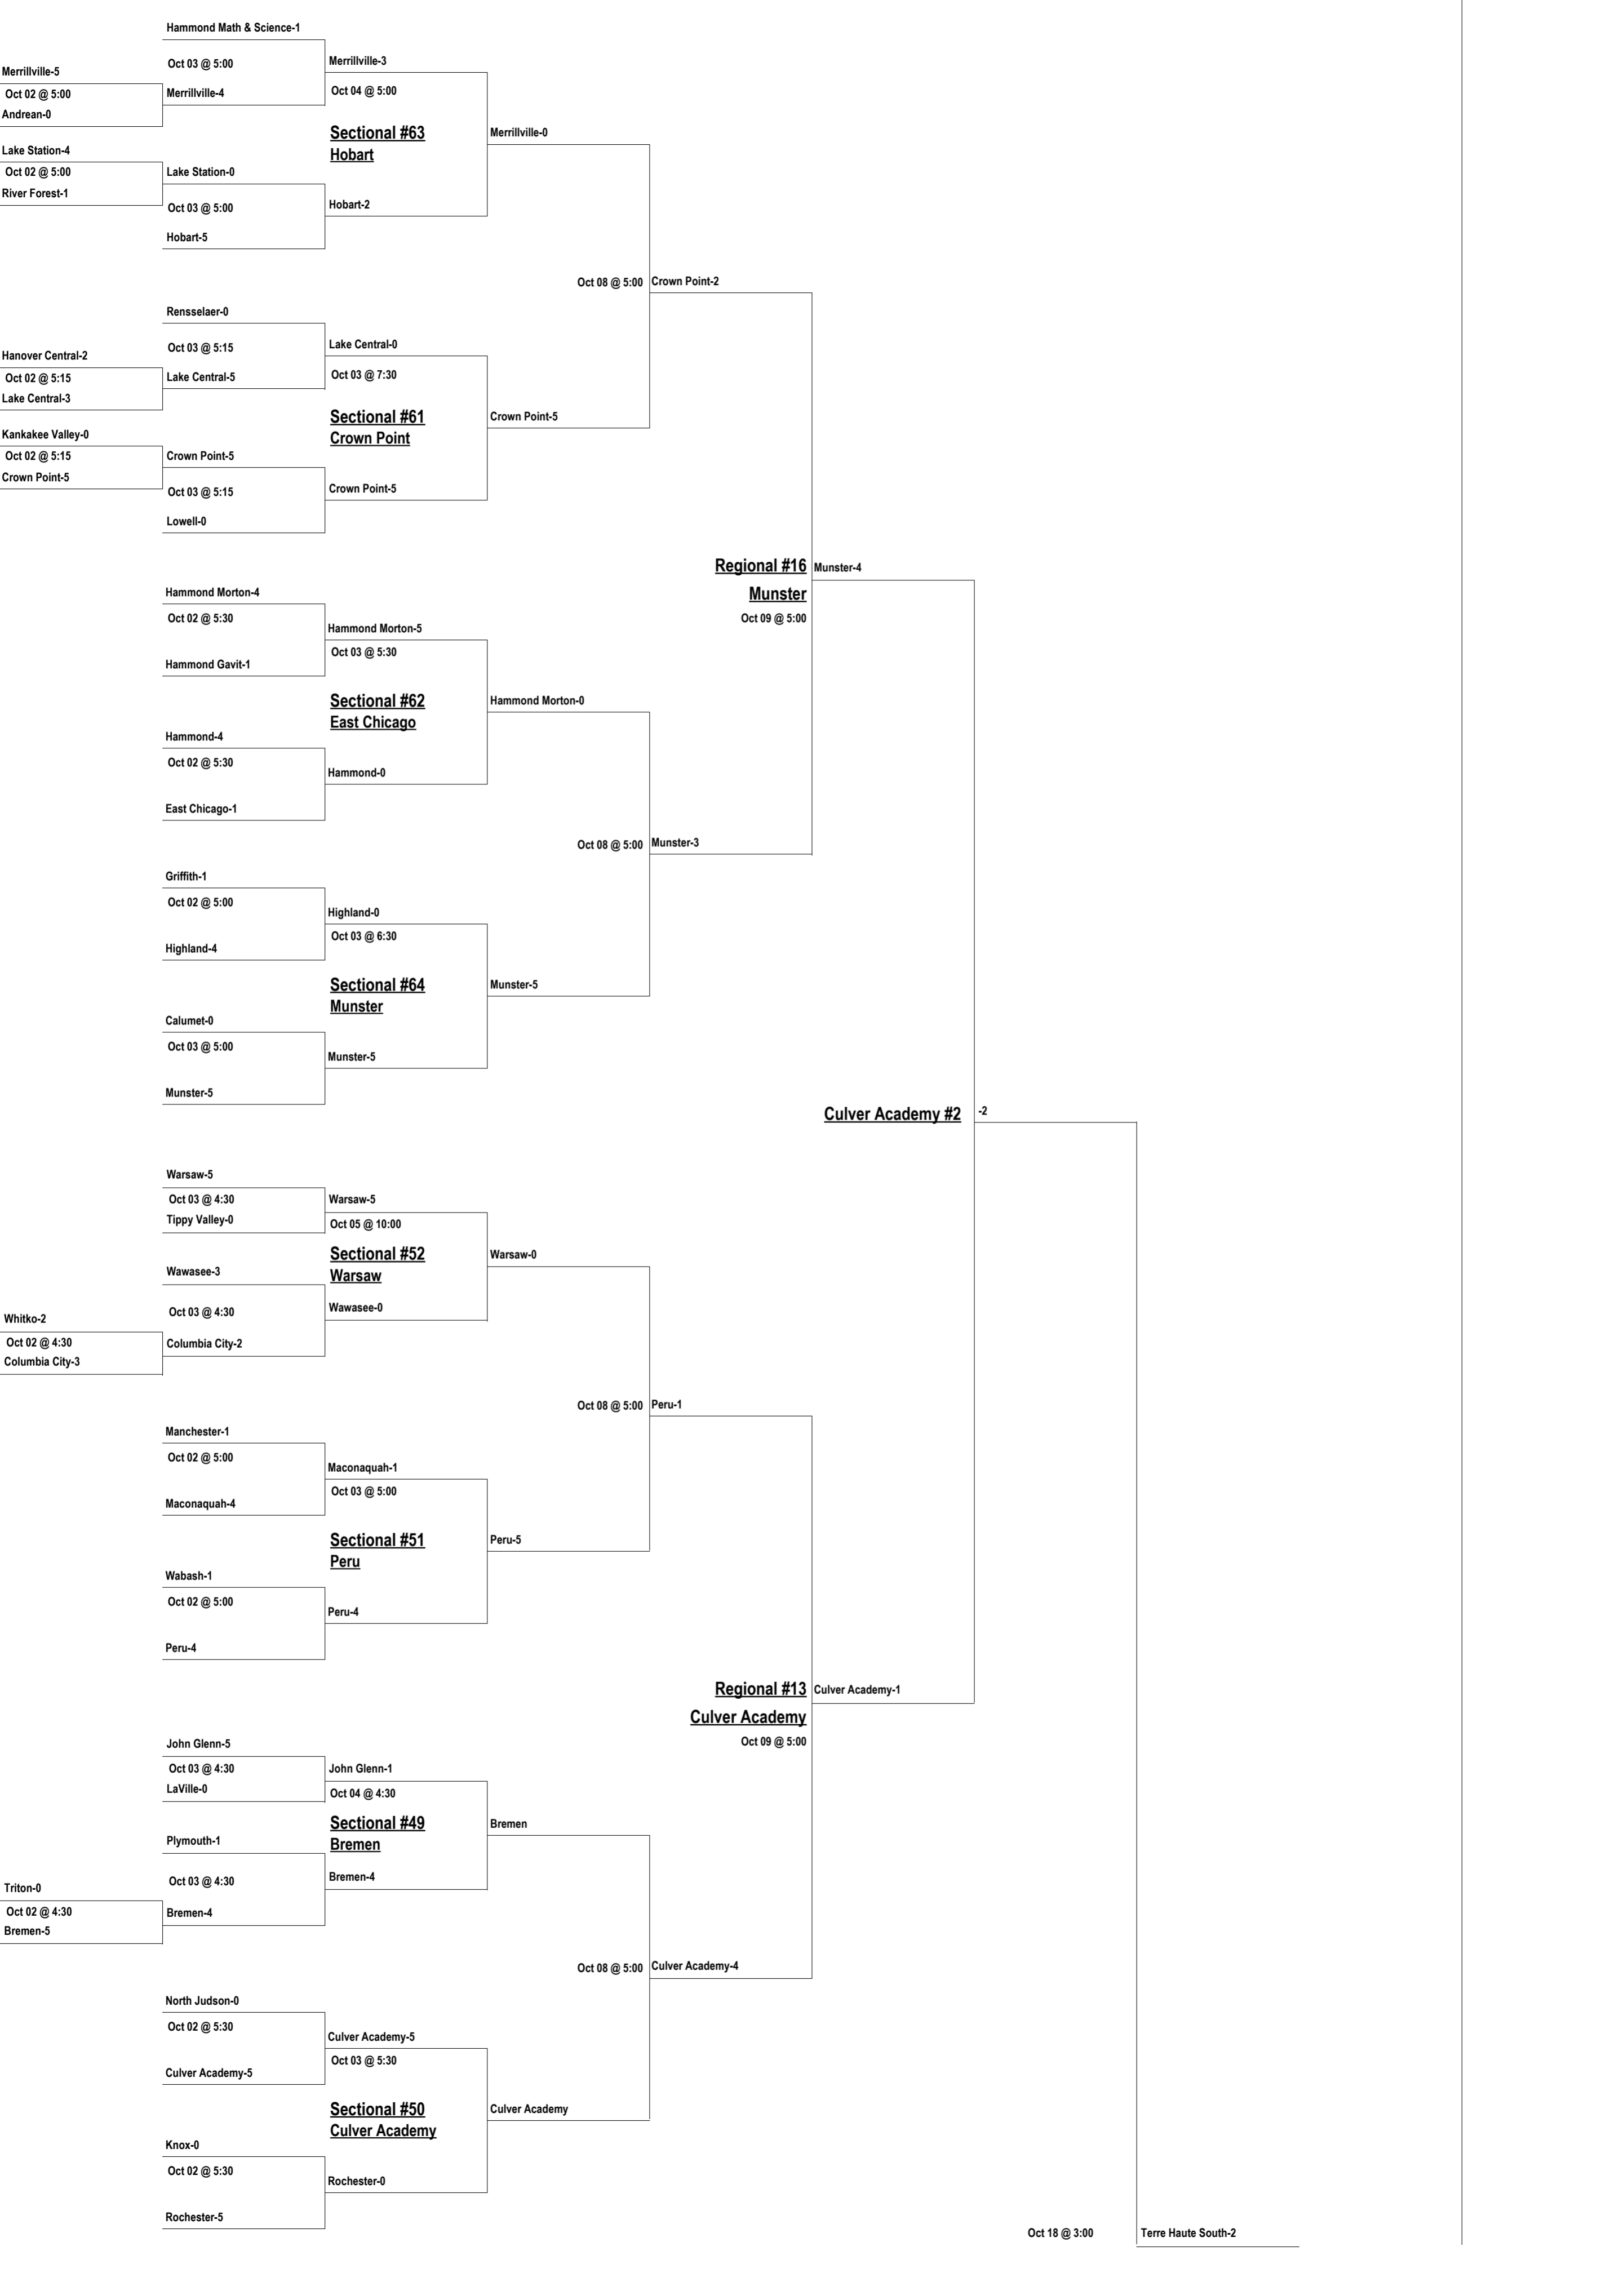 Hammond Math & Science-1
Oct 03 @ 5:00
Merrillville-3
Merrillville-5
Oct 02 @ 5:00
Merrillville-4
Oct 04 @ 5:00
Andrean-0
Sectional #63
Merrillville-0
Hobart
Lake Station-4
Oct 02 @ 5:00
Lake Station-0
River Forest-1
Oct 03 @ 5:00
Hobart-2
Hobart-5
Oct 08 @ 5:00
Crown Point-2
Rensselaer-0
Oct 03 @ 5:15
Lake Central-0
Hanover Central-2
Oct 02 @ 5:15
Lake Central-5
Oct 03 @ 7:30
Lake Central-3
Sectional #61
Crown Point-5
Crown Point
Kankakee Valley-0
Oct 02 @ 5:15
Crown Point-5
Crown Point-5
Oct 03 @ 5:15
Crown Point-5
Lowell-0
Regional #16
Munster-4
Munster
Oct 09 @ 5:00
Hammond Morton-4
Oct 02 @ 5:30
Hammond Morton-5
Oct 03 @ 5:30
Hammond Gavit-1
Sectional #62
Hammond Morton-0
East Chicago
Hammond-4
Oct 02 @ 5:30
Hammond-0
East Chicago-1
Oct 08 @ 5:00
Munster-3
Griffith-1
Oct 02 @ 5:00
Highland-0
Oct 03 @ 6:30
Highland-4
Sectional #64
Munster-5
Munster
Calumet-0
Oct 03 @ 5:00
Munster-5
Munster-5
Culver Academy #2
-2
Warsaw-5
Oct 03 @ 4:30
Warsaw-5
Tippy Valley-0
Oct 05 @ 10:00
Sectional #52
Warsaw-0
Warsaw
Wawasee-3
Oct 03 @ 4:30
Wawasee-0
Whitko-2
Oct 02 @ 4:30
Columbia City-2
Columbia City-3
Oct 08 @ 5:00
Peru-1
Manchester-1
Oct 02 @ 5:00
Maconaquah-1
Oct 03 @ 5:00
Maconaquah-4
Sectional #51
Peru-5
Peru
Wabash-1
Oct 02 @ 5:00
Peru-4
Peru-4
Regional #13
Culver Academy-1
Culver Academy
Oct 09 @ 5:00
John Glenn-5
Oct 03 @ 4:30
John Glenn-1
LaVille-0
Oct 04 @ 4:30
Sectional #49
Bremen
Bremen
Plymouth-1
Oct 03 @ 4:30
Bremen-4
Triton-0
Oct 02 @ 4:30
Bremen-4
Bremen-5
Oct 08 @ 5:00
Culver Academy-4
North Judson-0
Oct 02 @ 5:30
Culver Academy-5
Oct 03 @ 5:30
Culver Academy-5
Sectional #50
Culver Academy
Culver Academy
Knox-0
Oct 02 @ 5:30
Rochester-0
Rochester-5
Oct 18 @ 3:00
Terre Haute South-2